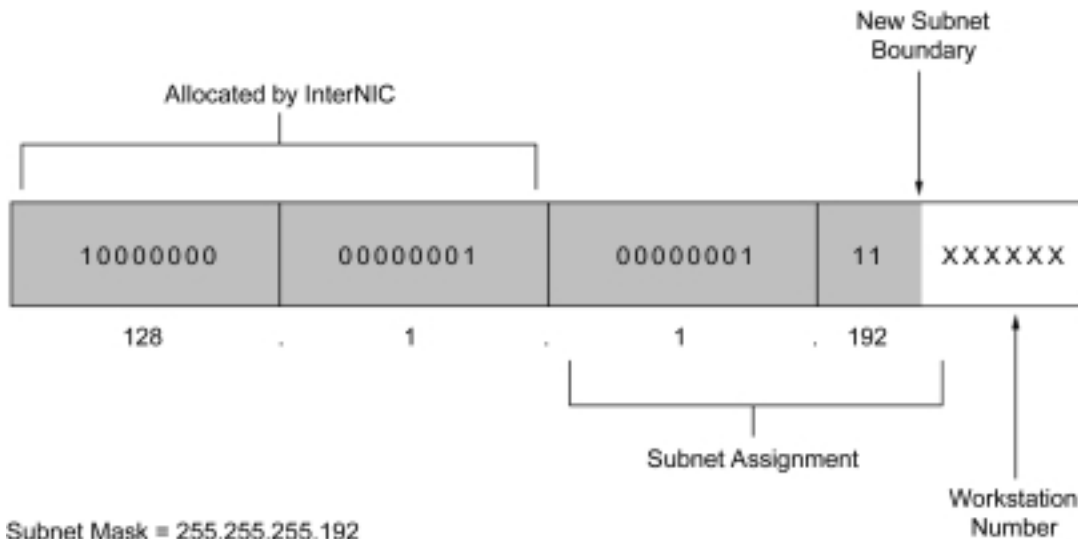 New Subnet
Boundary
Allocated by InterNIC
10000000 00000001 00000001 11 XXXXXX
128 . 1 . 1 . 192
Subnet Assignment
Workstation
Number
Subnet Mask = 255.255.255.192